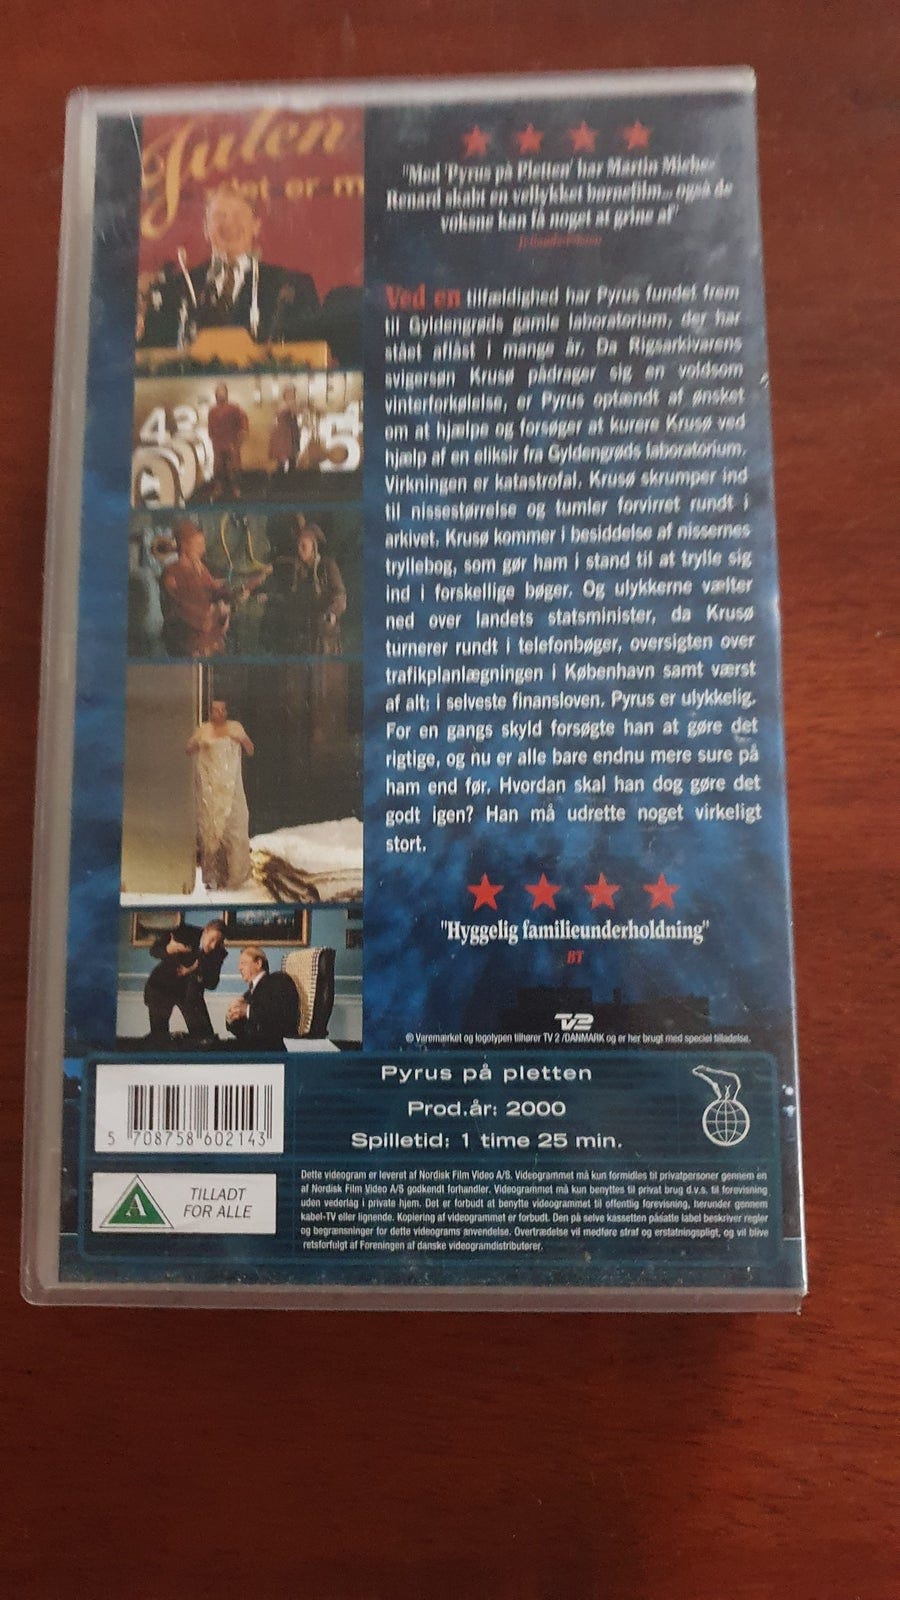 Julen
det er m
"Med 'Pyrus på Pletten' har Martin Miehe-
Renard skabt en vellykket børnefilm... også de
voksne kan få noget at grine af"
Ved en tilfældighed har Pyrus fundet frem
til Gyldengrøds gamle laboratorium, der har
stået aflåst i mange år. Da Rigsarkivarens
svigersøn Krusø pådrager sig en voldsom
vinterforkølelse, er Pyrus optændt af ønsket
om at hjælpe og forsøger at kurere Krusø ved
hjælp af en eliksir fra Gyldengrøds laboratorium.
Virkningen er katastrofal. Krusø skrumper ind
til nissestørrelse og tumler forvirret rundt i
arkivet. Krusø kommer i besiddelse af nissernes
tryllebog, som gør ham i stand til at trylle sig
ind i forskellige bøger. Og ulykkerne vælter
ned over landets statsminister, da Krusø
turnerer rundt i telefonbøger, oversigten over
trafikplanlægningen i København samt værst
af alt: i selveste finansloven. Pyrus er ulykkelig.
For en gangs skyld forsøgte han at gøre det
rigtige, og nu er alle bare endnu mere sure på
ham end før. Hvordan skal han dog gøre det
godt igen? Han må udrette noget virkeligt
stort.
"Hyggelig familieunderholdning"
BT
TV2
© Varemærket og logotypen tilhører TV 2 /DANMARK og er her brugt med speciel tilladelse.
Pyrus på pletten
Prod.år: 2000
Spilletid: 1 time 25 min.
5 708758 602143
A
TILLADT
FOR ALLE
Dette videogram er leveret af Nordisk Film Video A/S. Videogrammet må kun formidles til privatpersoner gennem en
af Nordisk Film Video A/S godkendt forhandler. Videogrammet må kun benyttes til privat brug d.v.s. til forevisning
uden vederlag i private hjem. Det er forbudt at benytte videogrammet til offentlig forevisning, herunder gennem
kabel-TV eller lignende. Kopiering af videogrammet er forbudt. Den på selve kassetten påsatte label beskriver regler
og begrænsninger for dette videograms anvendelse. Overtrædelse vil medføre straf og erstatningspligt, og vil blive
retsforfulgt af Foreningen af danske videogramdistributører.